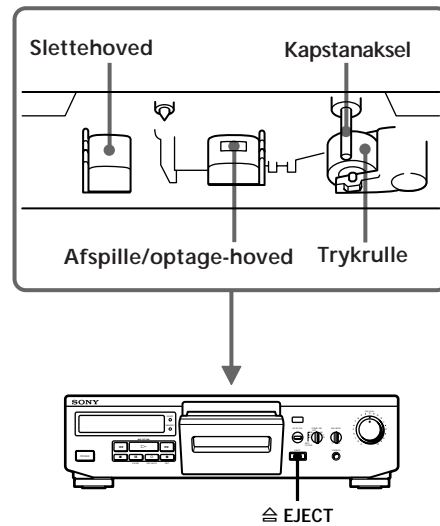 Slettehoved
Kapstanaksel
Afspille/optage-hoved
Trykrulle
SONY
≙ EJECT